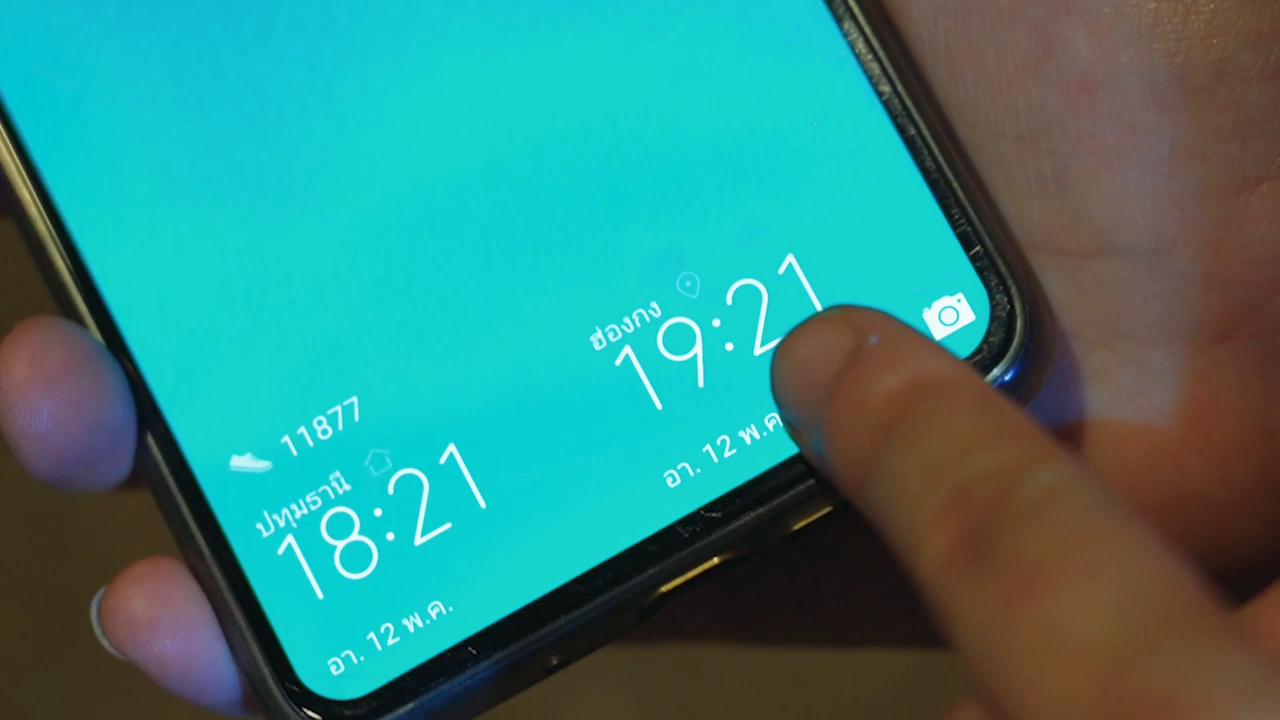 11877
ปทุมธานี
18:21
อา. 12 พ.ค.
ฮ่องกง
19:21
อา. 12 พ.ค